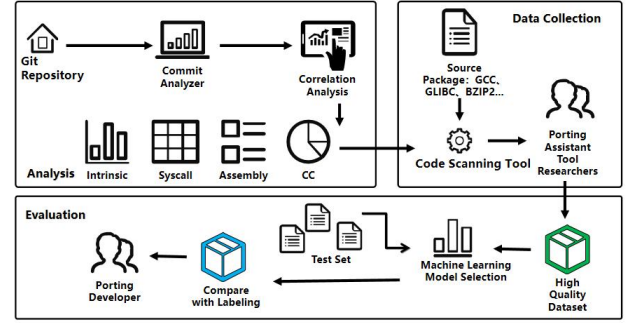 Git
Repository
Commit
Analyzer
Correlation
Analysis
Analysis
Intrinsic
Syscall
Assembly
CC
Data Collection
Source
Package：GCC、
GLIBC、BZIP2...
Code Scanning Tool
Porting
Assistant
Tool
Researchers
Evaluation
Porting
Developer
Compare
with Labeling
Test Set
Machine Learning
Model Selection
High
Quality
Dataset